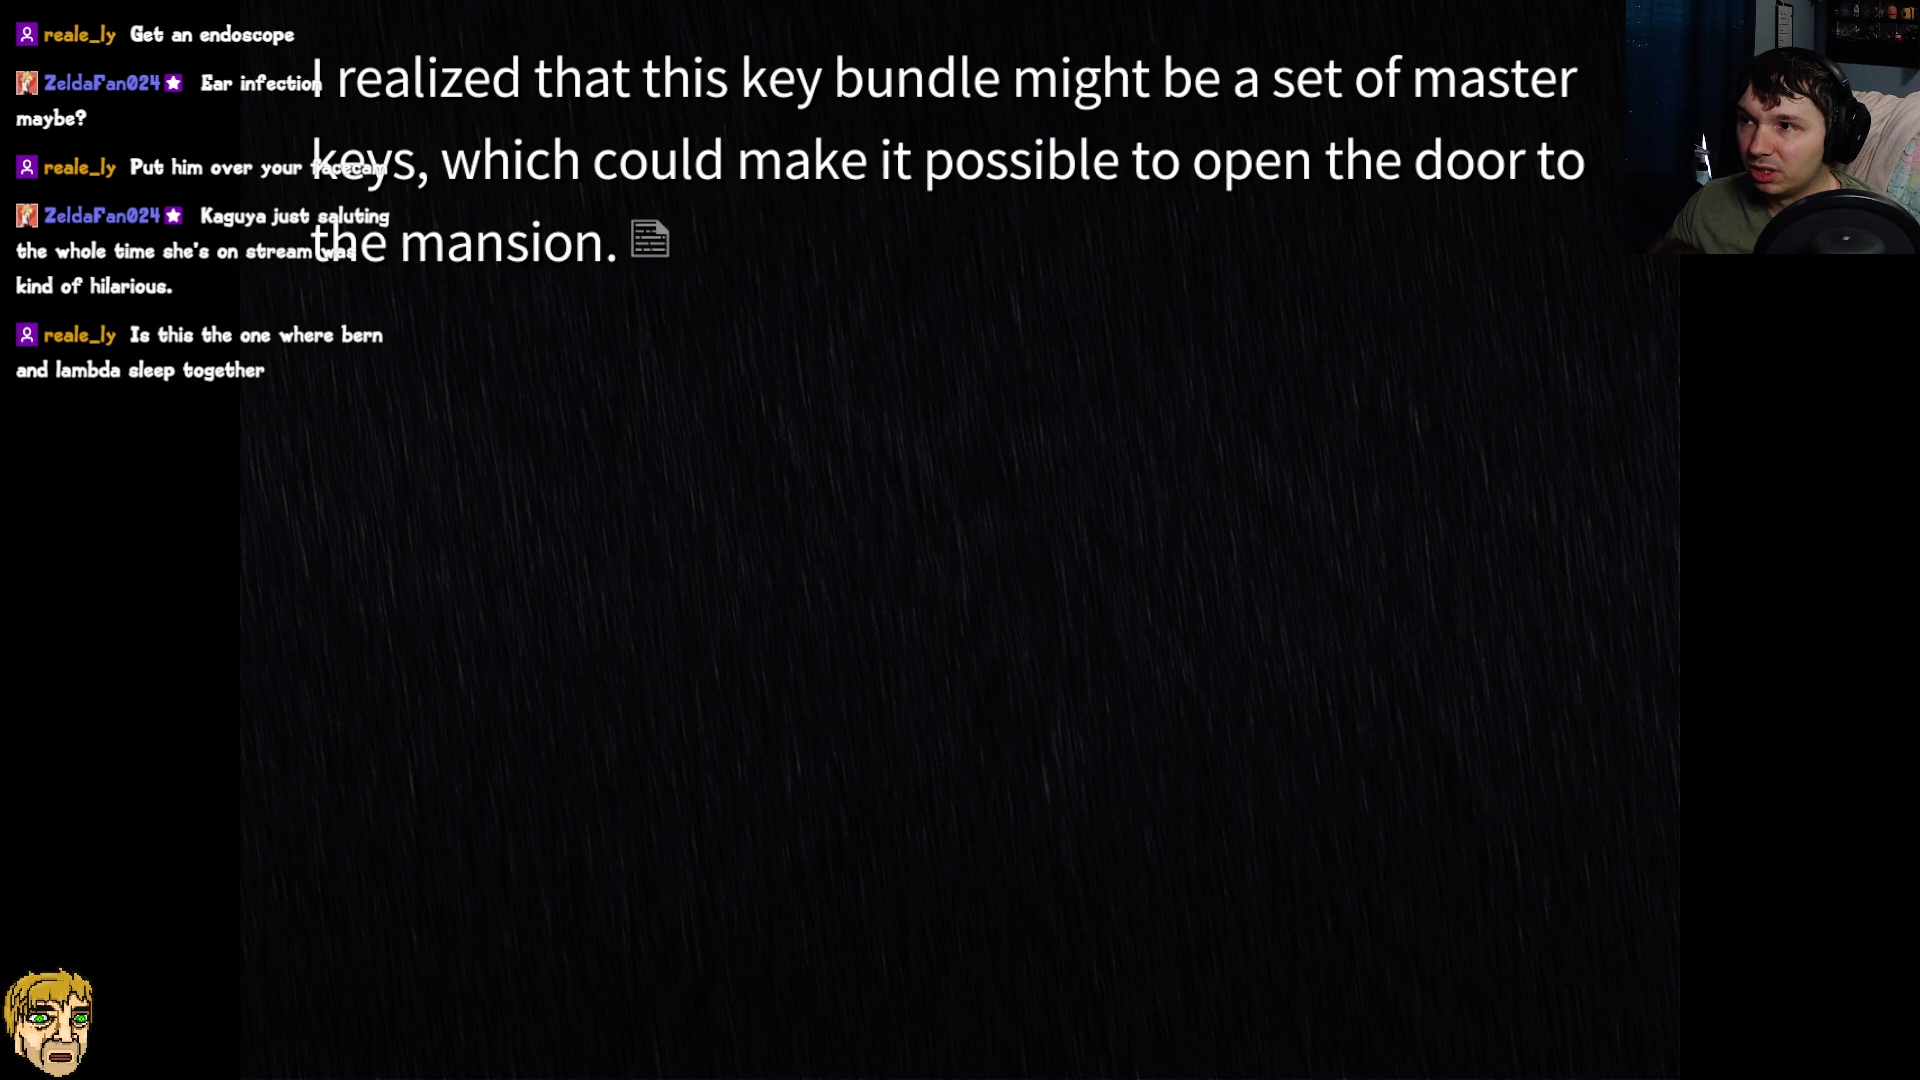 reale_ly Get an endoscope
ZeldaFan024 Ear infection
maybe?
reale_ly Put him over your facecam
ZeldaFan024 Kaguya just saluting
the whole time she's on stream was
kind of hilarious.
reale_ly Is this the one where bern
and lambda sleep together
I realized that this key bundle might be a set of master
keys, which could make it possible to open the door to
the mansion.